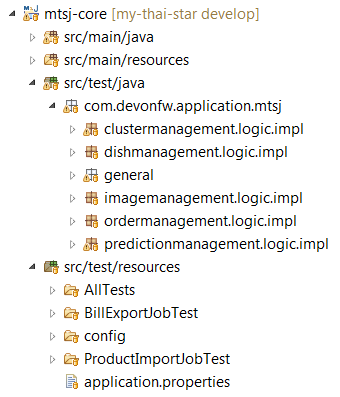 mtsj-core [my-thai-star develop]
src/main/java
src/main/resources
src/test/java
com.devonfw.application.mtsj
clustermanagement.logic.impl
dishmanagement.logic.impl
general
imagemanagement.logic.impl
ordermanagement.logic.impl
predictionmanagement.logic.impl
src/test/resources
AllTests
BillExportJobTest
config
ProductImportJobTest
application.properties